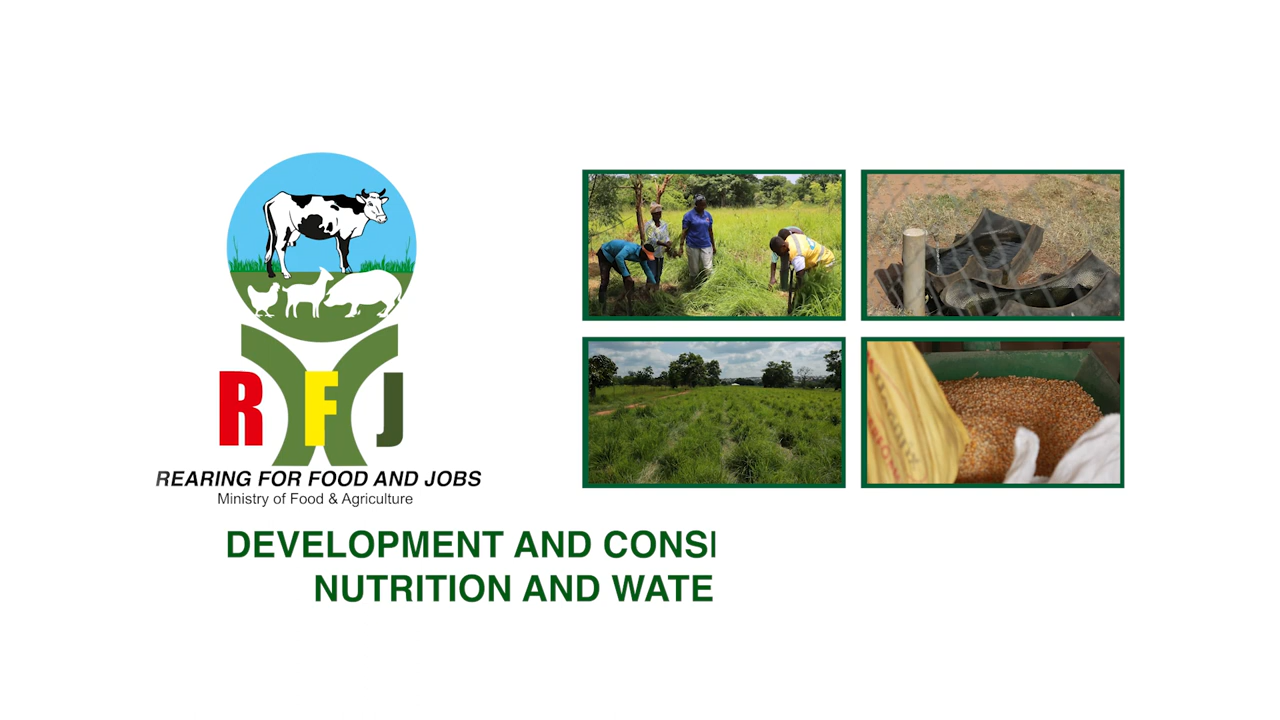 R F J
REARING FOR FOOD AND JOBS
Ministry of Food & Agriculture
DEVELOPMENT AND CONS
NUTRITION AND WATE